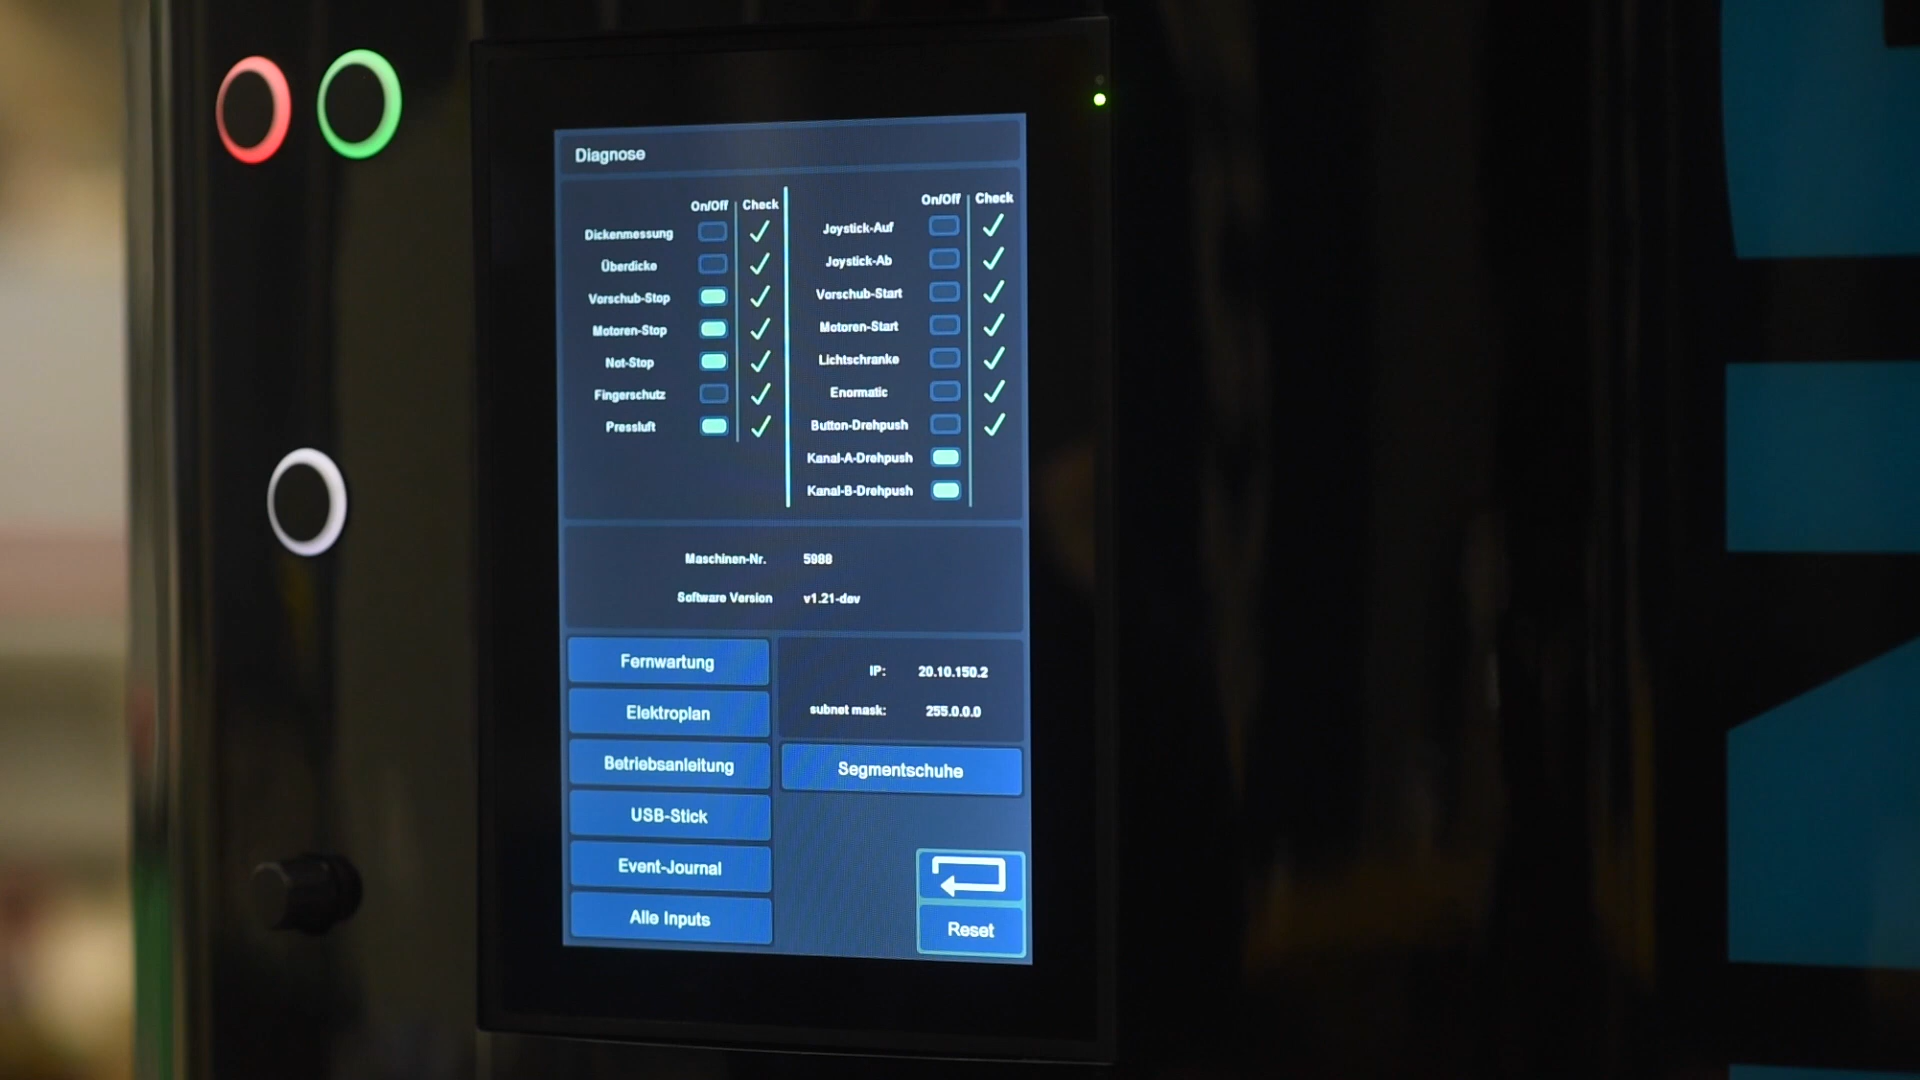 Diagnose
On/Off Check
Dickenmessung
Überdicke
Vorschub-Stop
Motoren-Stop
Not-Stop
Fingerschutz
Pressluft
On/Off Check
Joystick-Auf
Joystick-Ab
Vorschub-Start
Motoren-Start
Lichtschranke
Enormatic
Button-Drehpush
Kanal-A-Drehpush
Kanal-B-Drehpush
Maschinen-Nr. 5988
Software Version v1.21-dev
Fernwartung
Elektroplan
Betriebsanleitung
USB-Stick
Event-Journal
Alle Inputs
IP: 20.10.150.2
subnet mask: 255.0.0.0
Segmentschuhe
Reset